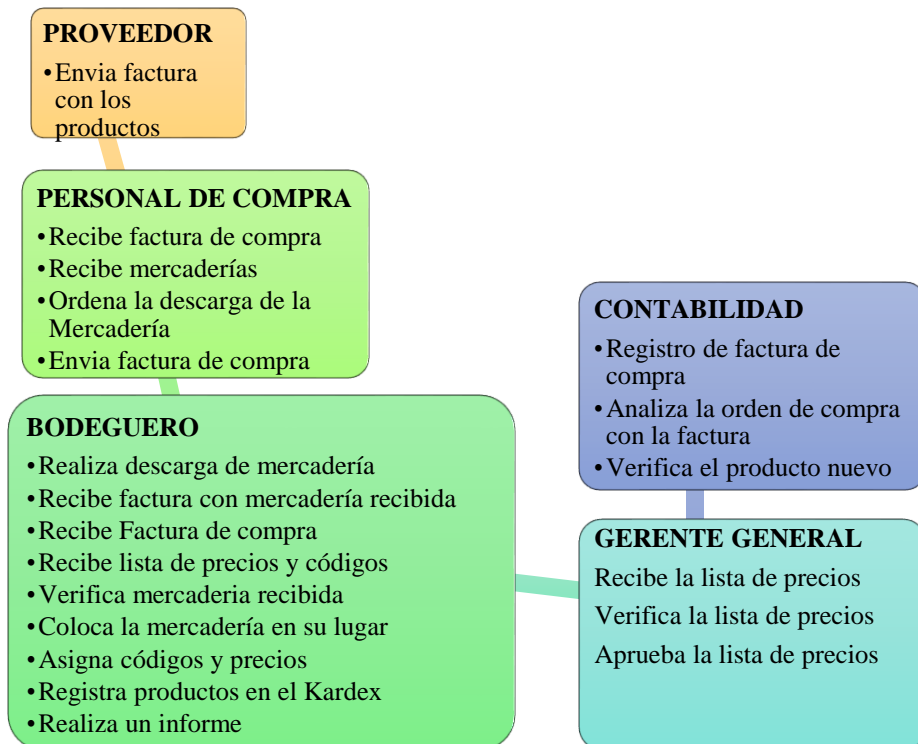 PROVEEDOR
•Envia factura
con los
productos
PERSONAL DE COMPRA
•Recibe factura de compra
•Recibe mercaderías
•Ordena la descarga de la
Mercadería
•Envia factura de compra
BODEGUERO
•Realiza descarga de mercadería
•Recibe factura con mercadería recibida
•Recibe Factura de compra
•Recibe lista de precios y códigos
•Verifica mercaderia recibida
•Coloca la mercadería en su lugar
•Asigna códigos y precios
•Registra productos en el Kardex
•Realiza un informe
CONTABILIDAD
•Registro de factura de
compra
•Analiza la orden de compra
con la factura
•Verifica el producto nuevo
GERENTE GENERAL
Recibe la lista de precios
Verifica la lista de precios
Aprueba la lista de precios